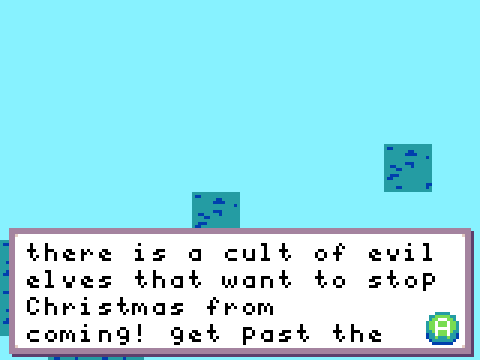 there is a cult of evil
elves that want to stop
Christmas from
coming! get past the
A